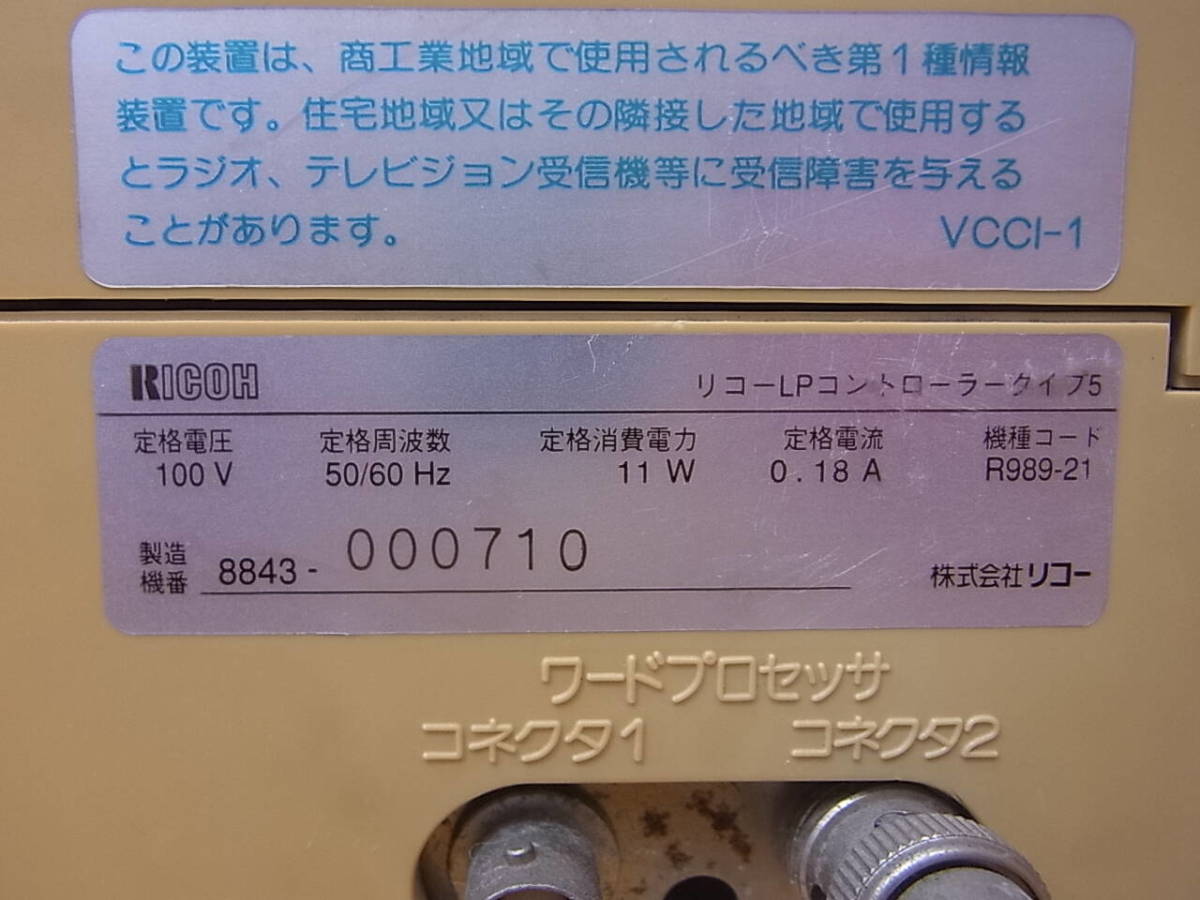 この装置は、商工業地域で使用されるべき第1種情報
装置です。住宅地域又はその隣接した地域で使用する
とラジオ、テレビジョン受信機等に受信障害を与える
ことがあります。 VCCI-1
RICOH リコーLPコントローラータイプ5
定格電圧 定格周波数 定格消費電力 定格電流 機種コード
100 V 50/60 Hz 11 W 0.18 A R989-21
製造
機番 8843- 000710
株式会社リコー
ワードプロセッサ
コネクタ1 コネクタ2